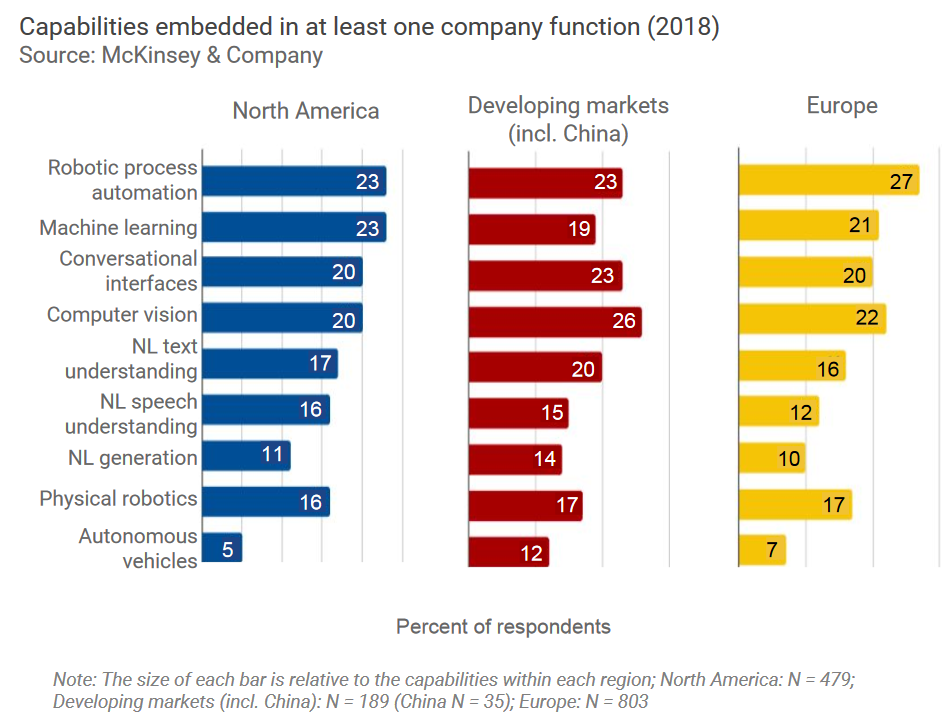 Capabilities embedded in at least one company function (2018)
Source: McKinsey & Company
North America
Developing markets
(incl. China)
Europe
Robotic process
automation
23
23
27
Machine learning
23
19
21
Conversational
interfaces
20
23
20
Computer vision
20
26
22
NL text
understanding
17
20
16
NL speech
understanding
16
15
12
NL generation
11
14
10
Physical robotics
16
17
17
Autonomous
vehicles
5
12
7
Percent of respondents
Note: The size of each bar is relative to the capabilities within each region; North America: N = 479;
Developing markets (incl. China): N = 189 (China N = 35); Europe: N = 803